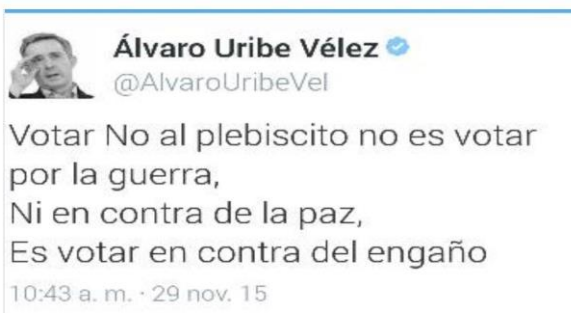 Álvaro Uribe Vélez
@AlvaroUribeVel
Votar No al plebiscito no es votar
por la guerra,
Ni en contra de la paz,
Es votar en contra del engaño
10:43 a. m. · 29 nov. 15